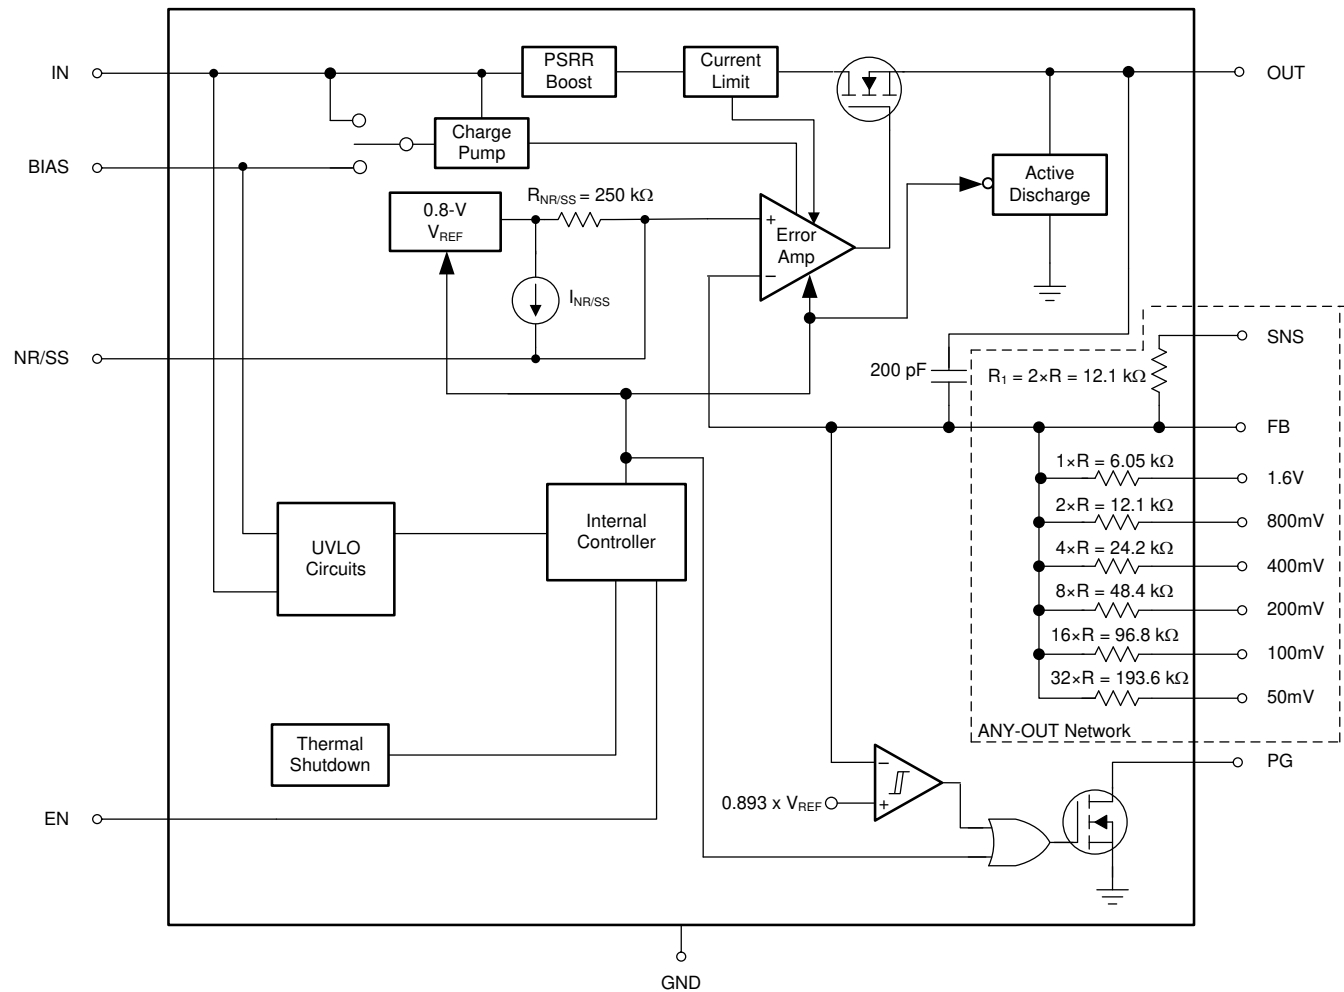 IN
PSRR
Boost
Current
Limit
OUT
Charge
Pump
BIAS
Active
Discharge
0.8-V
VREF
RNR/SS = 250 kΩ
+
Error
Amp
−
INR/SS
NR/SS
SNS
200 pF
R1 = 2×R = 12.1 kΩ
FB
1×R = 6.05 kΩ
1.6V
2×R = 12.1 kΩ
800mV
4×R = 24.2 kΩ
400mV
8×R = 48.4 kΩ
200mV
16×R = 96.8 kΩ
100mV
32×R = 193.6 kΩ
50mV
ANY-OUT Network
Internal
Controller
UVLO
Circuits
Thermal
Shutdown
PG
−
0.893 x VREF
+
EN
GND